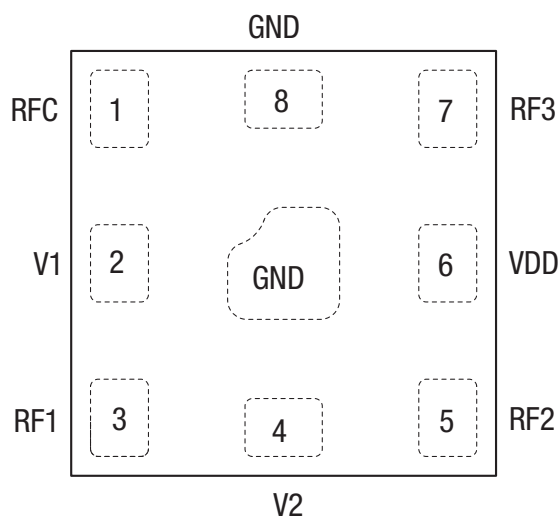 GND
RFC 1 8 7 RF3
V1 2 GND 6 VDD
RF1 3 4 5 RF2
V2